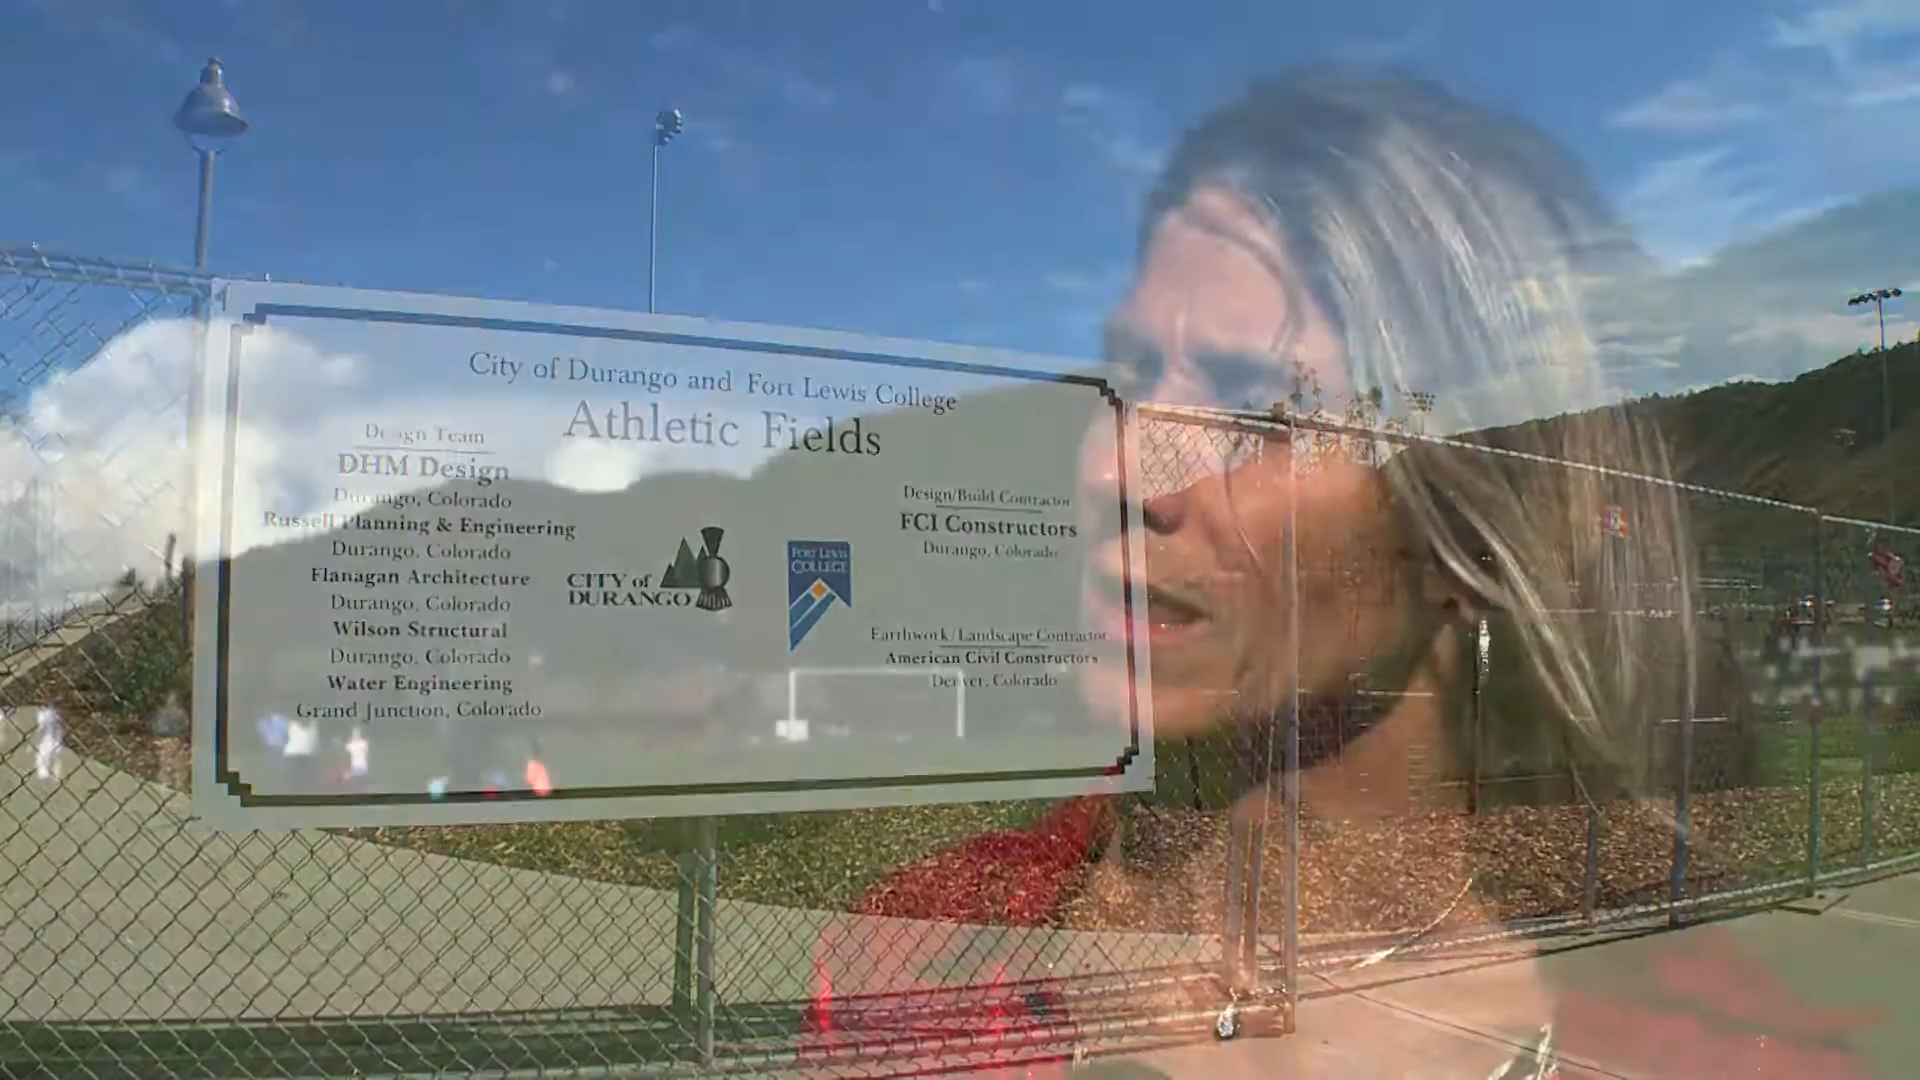 City of Durango and Fort Lewis College
Athletic Fields
Design Team
DHM Design
Durango, Colorado
Russell Planning & Engineering
Durango, Colorado
Flanagan Architecture
Durango, Colorado
Wilson Structural
Durango, Colorado
Water Engineering
Grand Junction, Colorado
CITY of
DURANGO
FORT LEWIS
COLLEGE
Design/Build Contractor
FCI Constructors
Durango, Colorado
Earthwork/Landscape Contractor
American Civil Constructors
Denver, Colorado